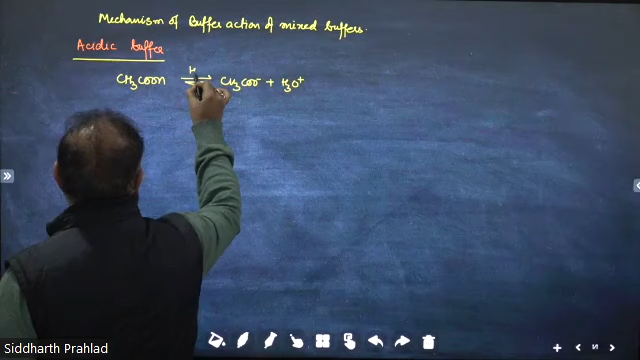 Mechanism of Buffer action of mixed buffers.
Acidic buffer
H
CH3COOH ⇌ CH3COO- + H3O+
Siddharth Prahlad